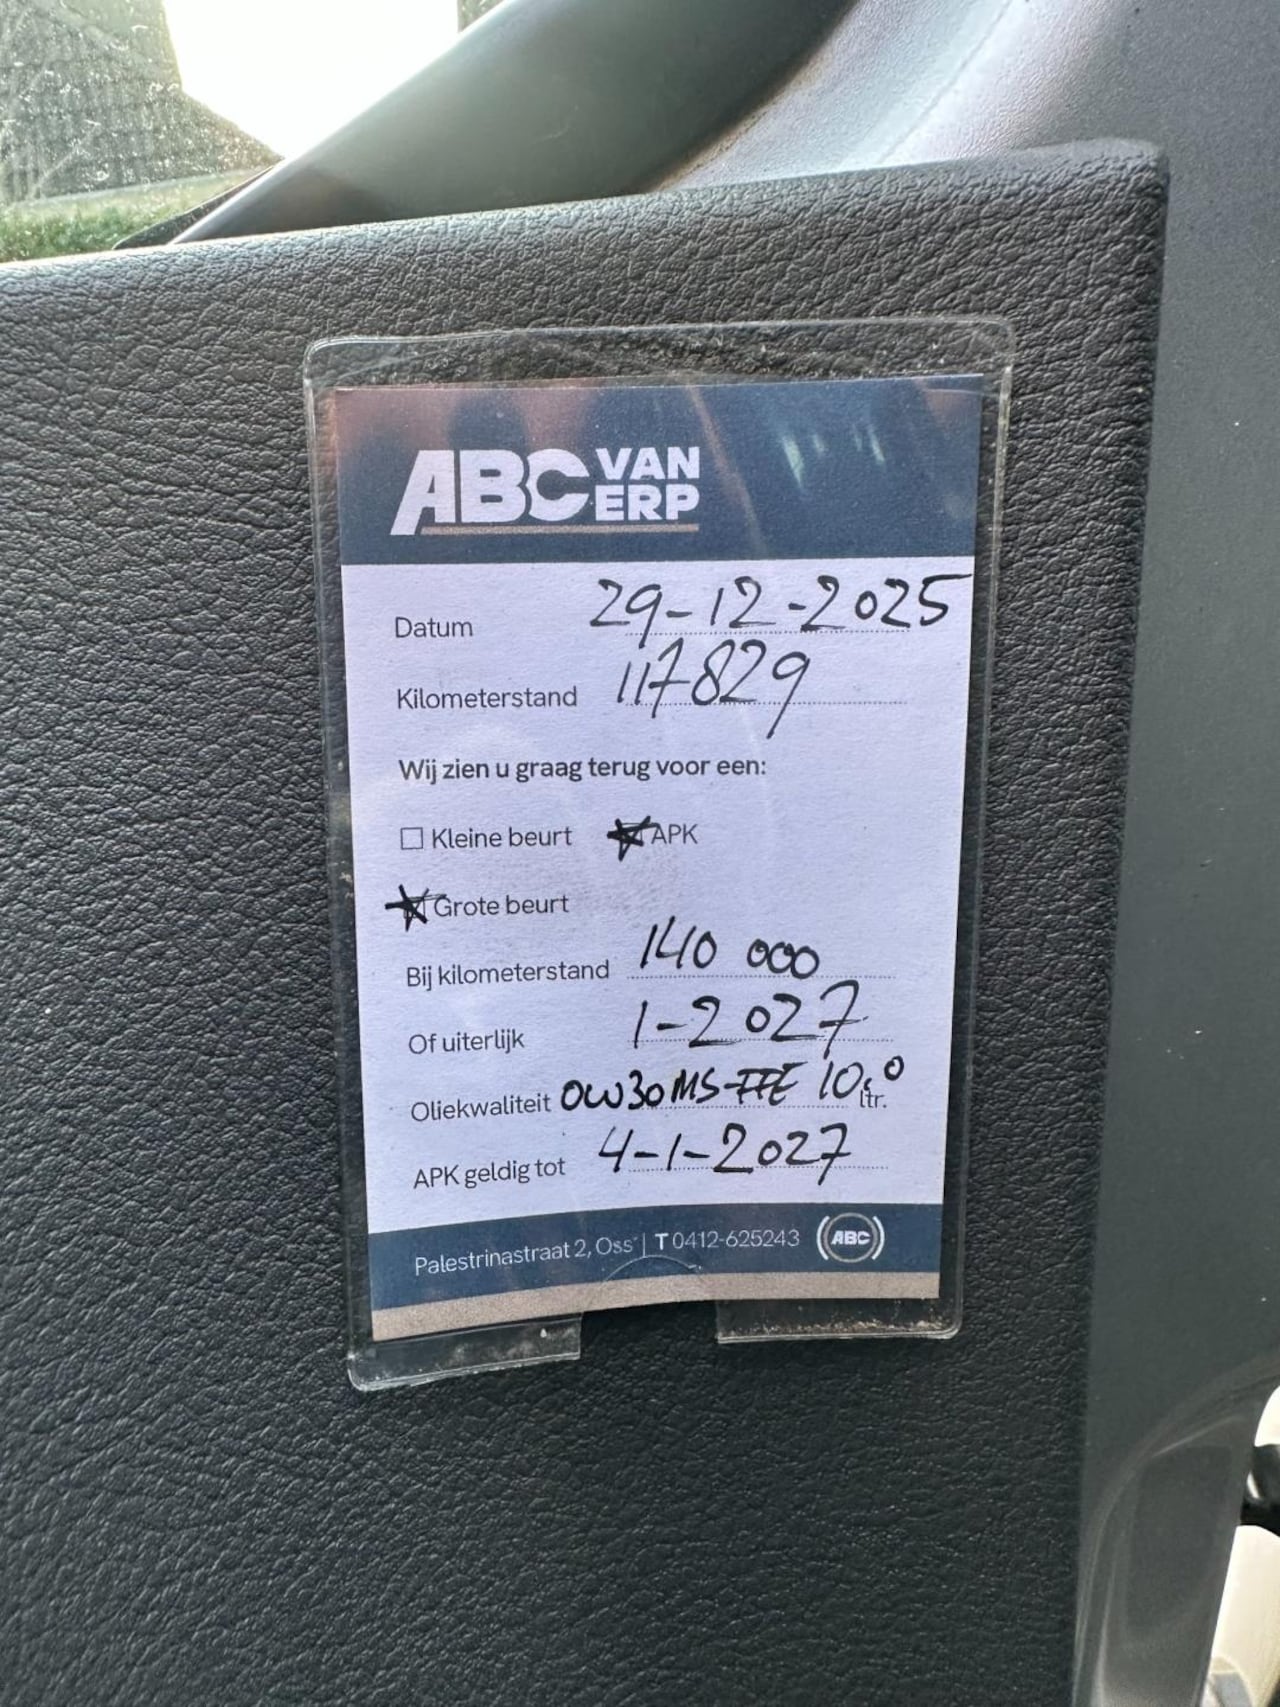 ABC VAN ERP
Datum 29-12-2025
Kilometerstand 117829
Wij zien u graag terug voor een:
Kleine beurt APK
Grote beurt
Bij kilometerstand 140 000
Of uiterlijk 1-2027
Oliekwaliteit 0W30 MS-FFE 10,0 ltr.
APK geldig tot 4-1-2027
Palestrinastraat 2, Oss | T 0412-625243 ABC